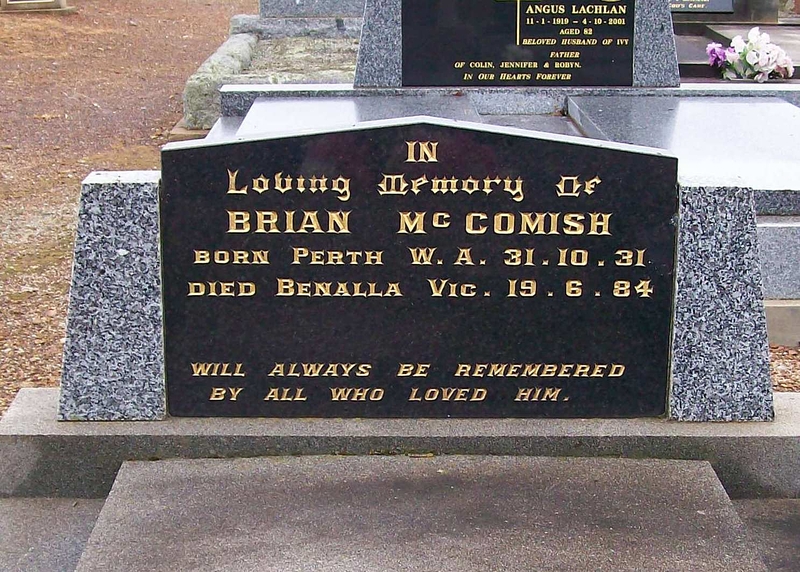 ANGUS LACHLAN
11-1-1919 - 4-10-2001
AGED 82
BELOVED HUSBAND OF IVY
FATHER
OF COLIN, JENNIFER & ROBYN.
IN OUR HEARTS FOREVER
GOD'S CARE.
IN
Loving Memory Of
BRIAN McCOMISH
BORN PERTH W.A. 31.10.31
DIED BENALLA VIC. 19.6.84
WILL ALWAYS BE REMEMBERED
BY ALL WHO LOVED HIM.